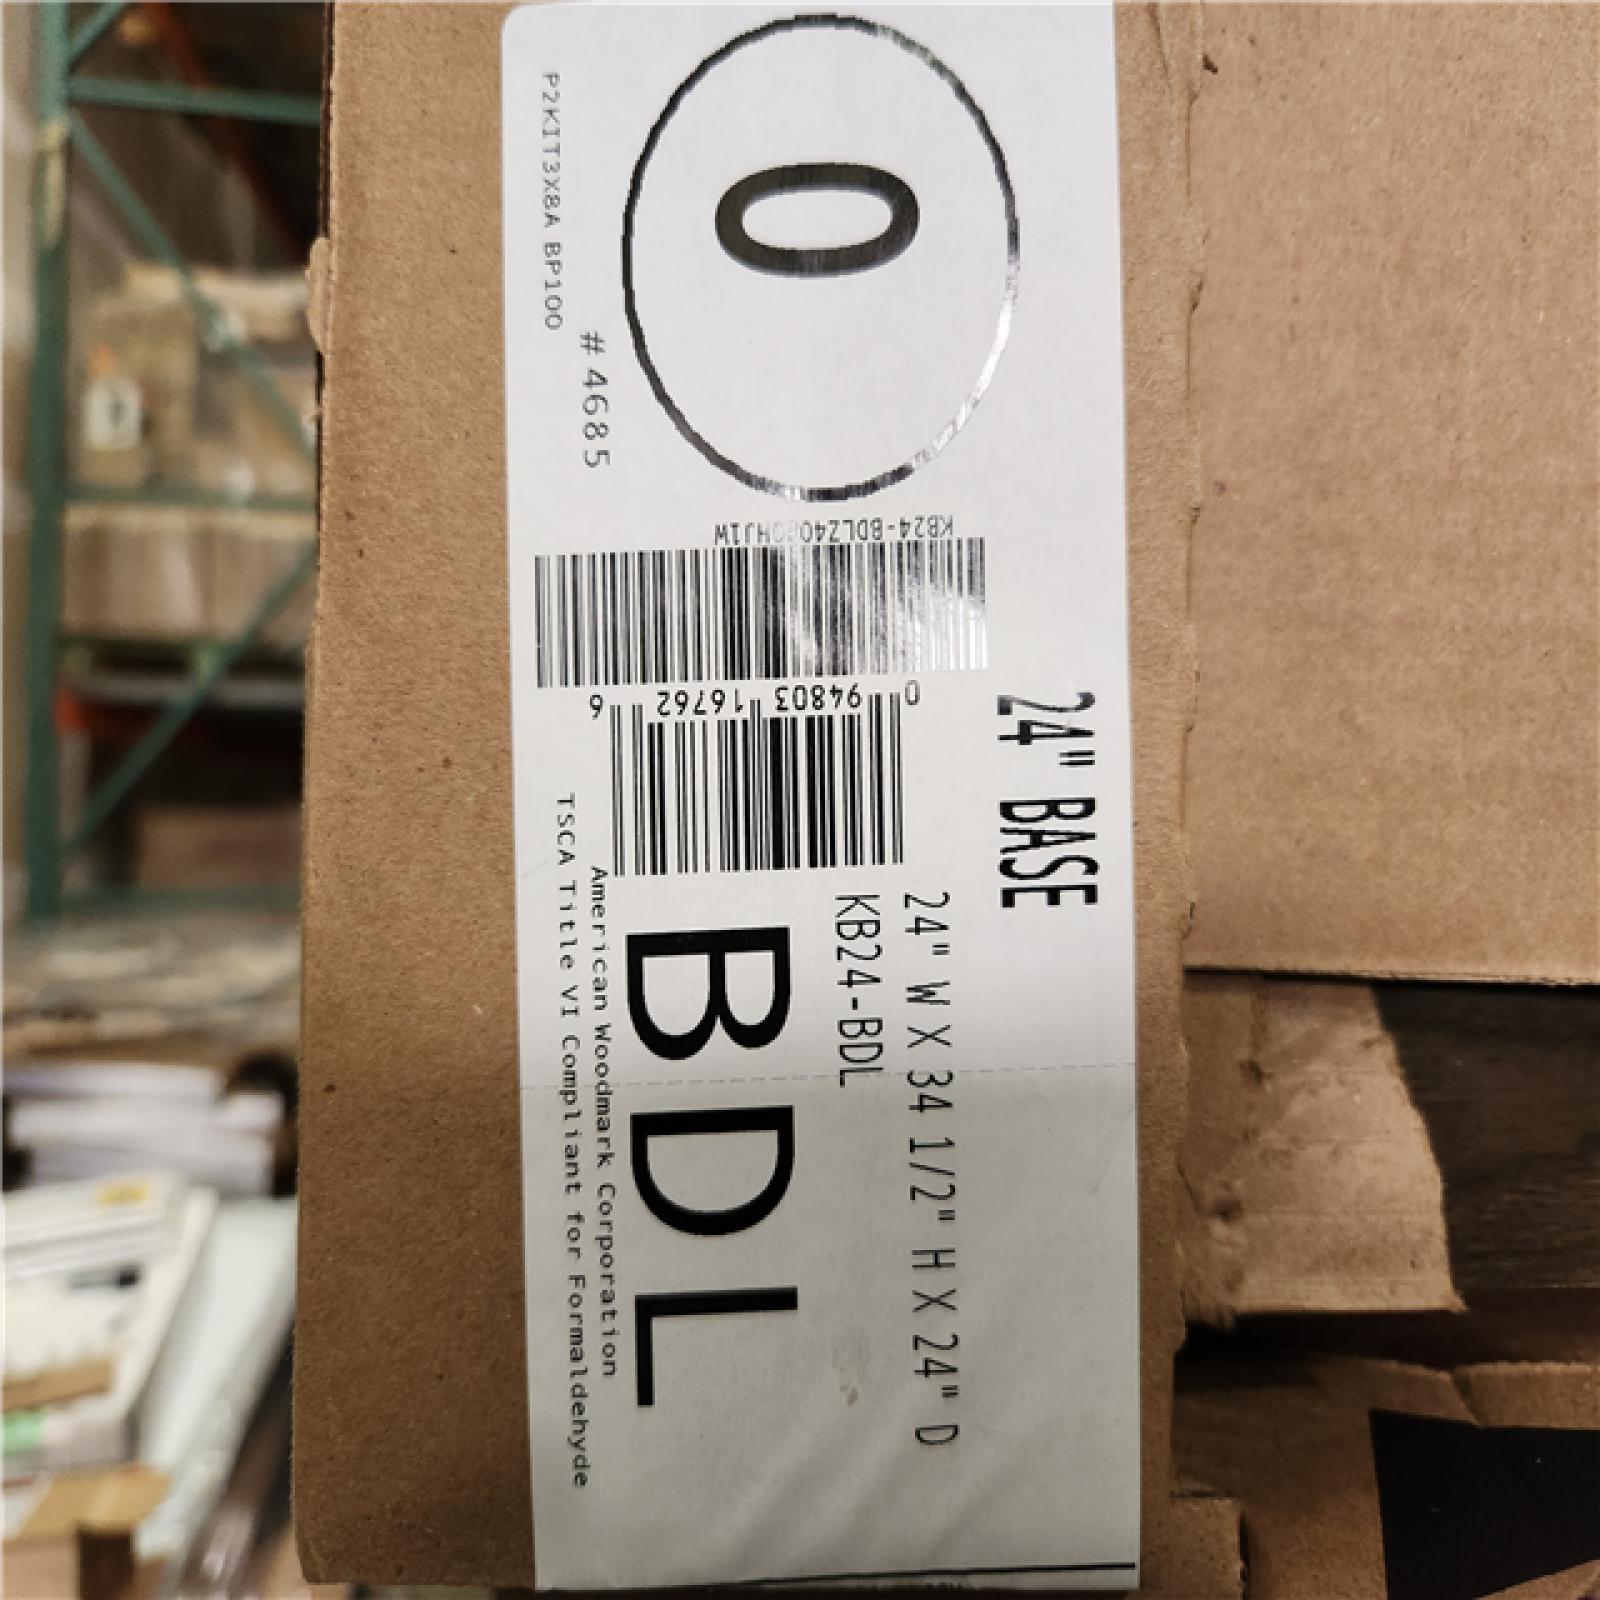 24" BASE
24" W X 34 1/2" H X 24" D
KB24-BDL
BDL
American Woodmark Corporation
TSCA Title VI Compliant for Formaldehyde
0
#4685
P2KIT3X8A BP100
0 94803 16762 6